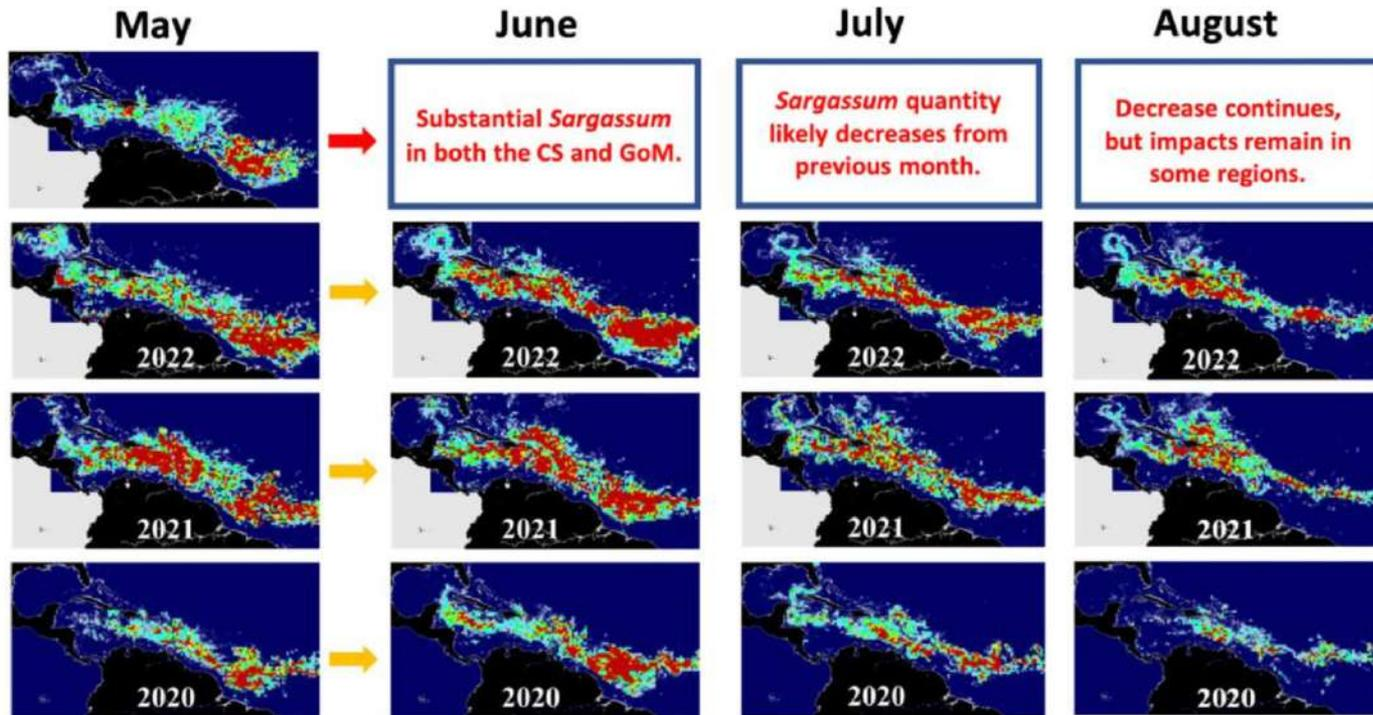 May
June
July
August
Substantial Sargassum
in both the CS and GoM.
Sargassum quantity
likely decreases from
previous month.
Decrease continues,
but impacts remain in
some regions.
2022
2022
2022
2022
2021
2021
2021
2021
2020
2020
2020
2020